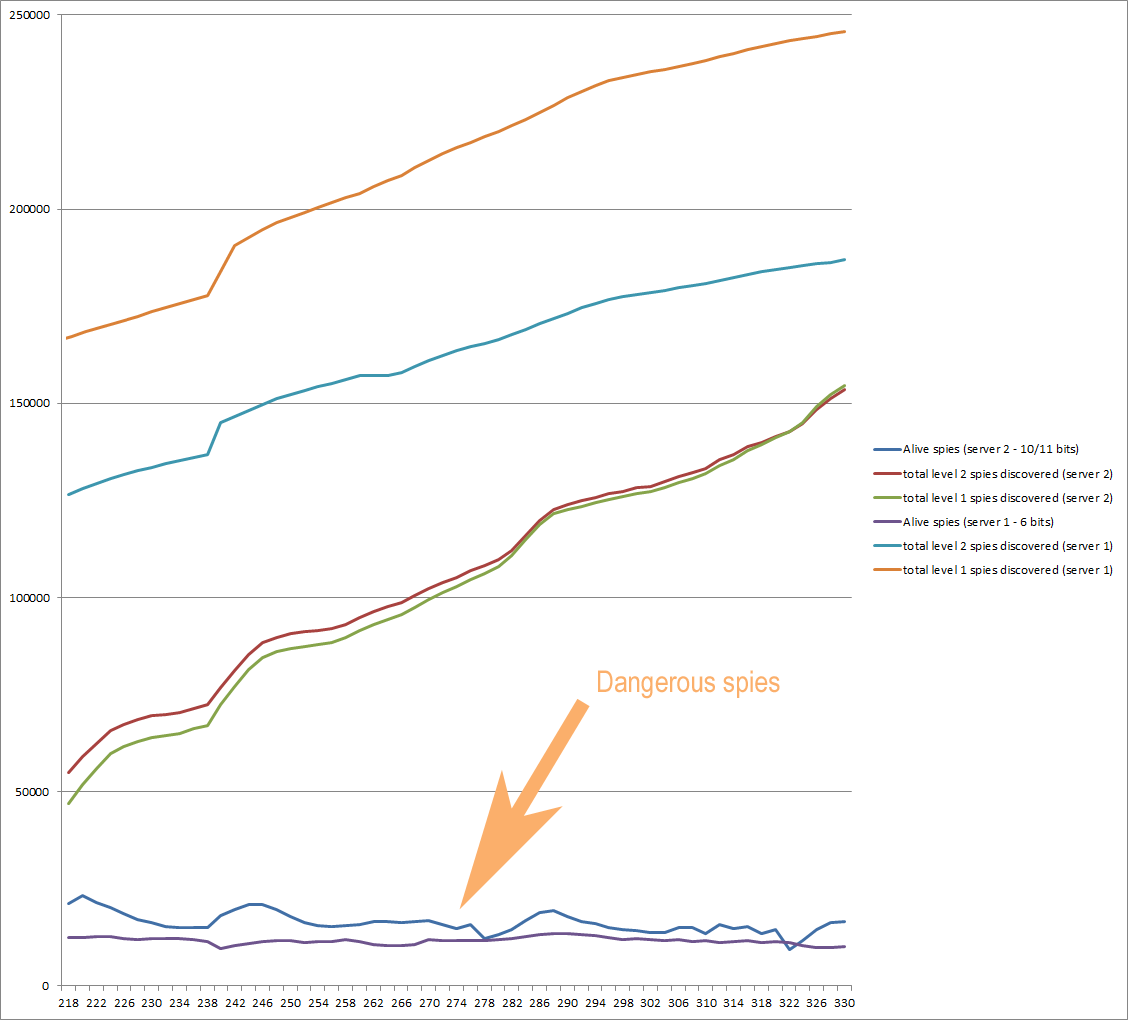 250000
200000
150000
100000
50000
0
Alive spies (server 2 - 10/11 bits)
total level 2 spies discovered (server 2)
total level 1 spies discovered (server 2)
Alive spies (server 1 - 6 bits)
total level 2 spies discovered (server 1)
total level 1 spies discovered (server 1)
Dangerous spies
218 222 226 230 234 238 242 246 250 254 258 262 266 270 274 278 282 286 290 294 298 302 306 310 314 318 322 326 330